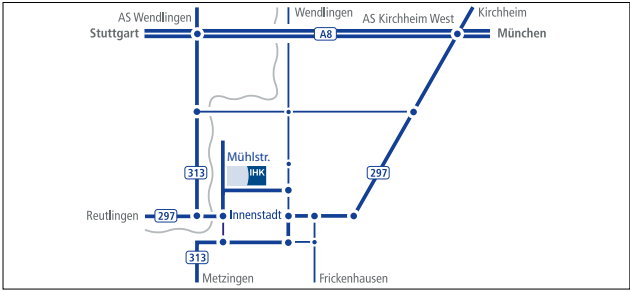 AS Wendlingen
Wendlingen
AS Kirchheim West
Kirchheim
Stuttgart
A8
München
Mühlstr.
IHK
313
297
Reutlingen
297
Innenstadt
313
Metzingen
Frickenhausen